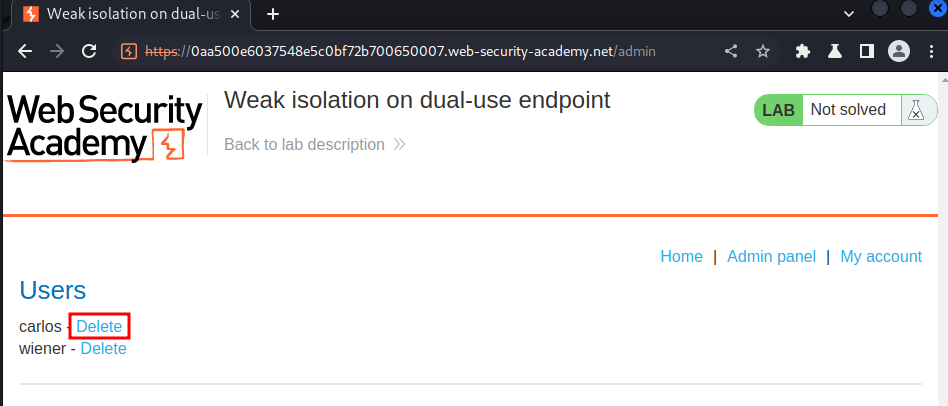 Weak isolation on dual-us
https://0aa500e6037548e5c0bf72b700650007.web-security-academy.net/admin
Web Security
Academy
Weak isolation on dual-use endpoint
Back to lab description
LAB Not solved
Home | Admin panel | My account
Users
carlos - Delete
wiener - Delete